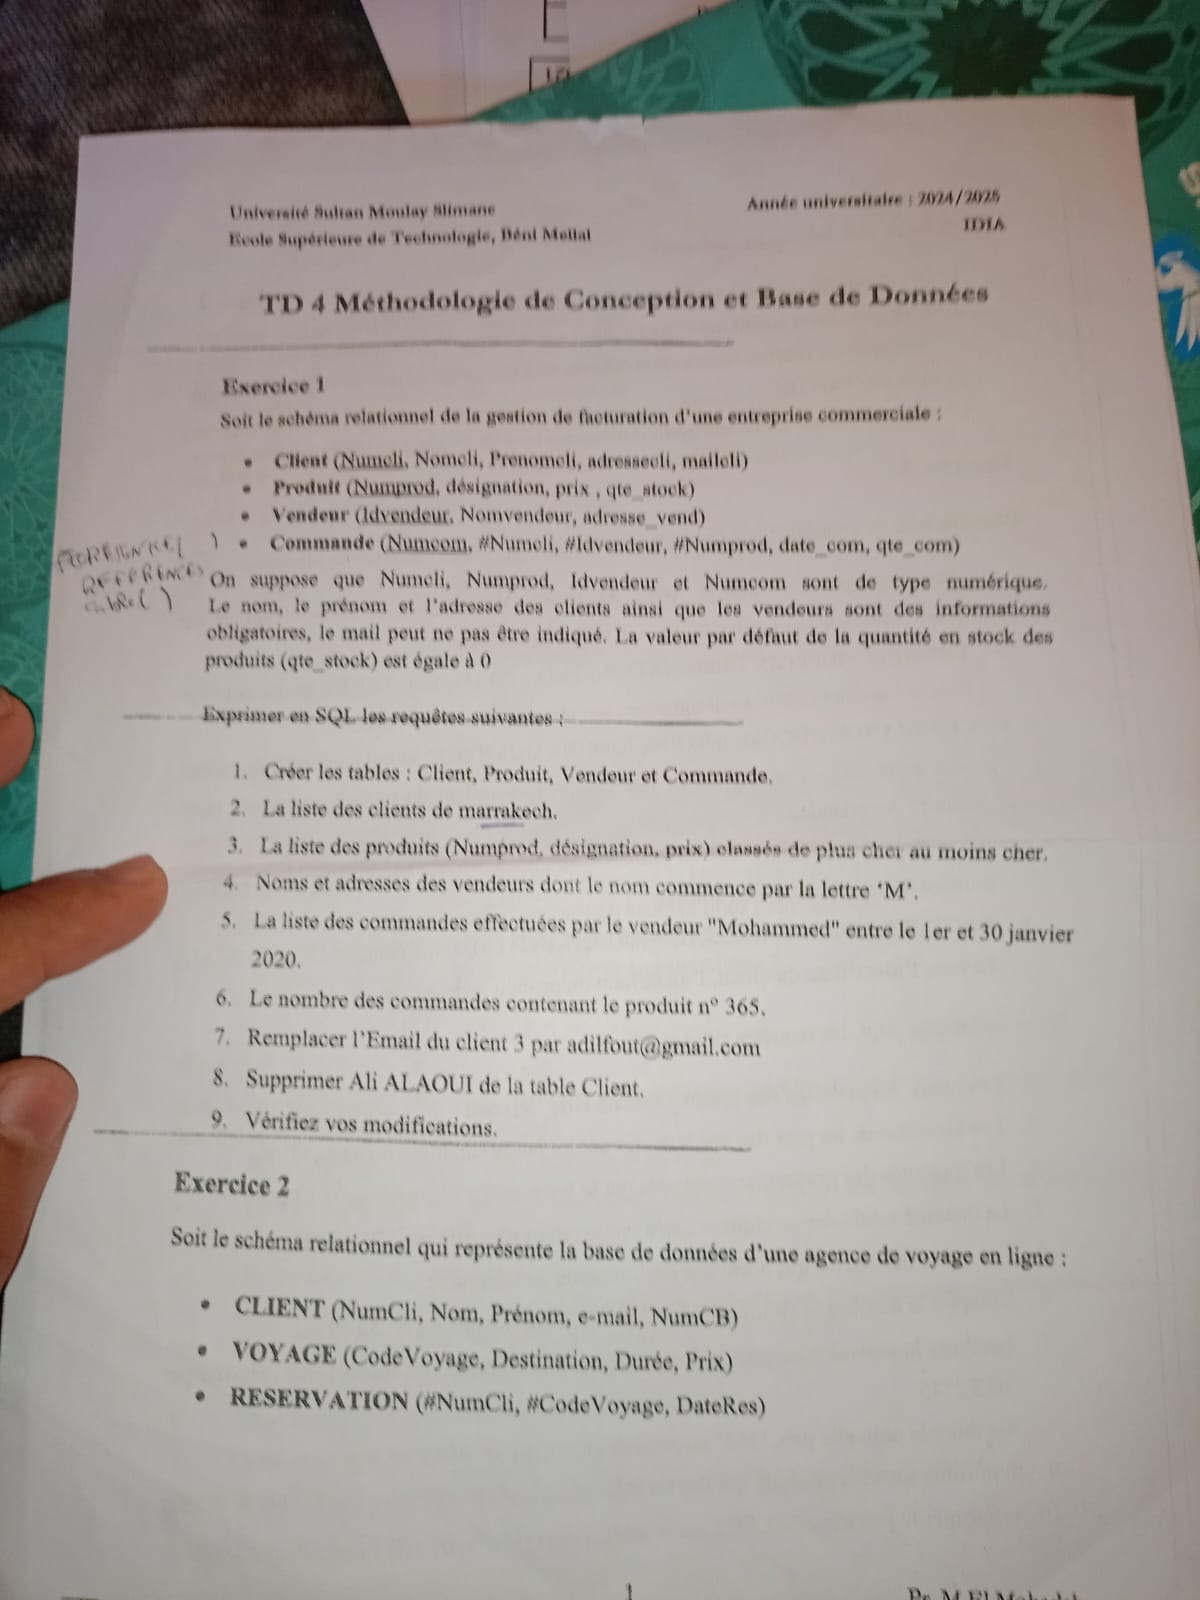 Université Sultan Moulay Slimane
Ecole Supérieure de Technologie, Béni Mellal
Année universitaire : 2024/2025
IDIA
TD 4 Méthodologie de Conception et Base de Données
Exercice 1
Soit le schéma relationnel de la gestion de facturation d'une entreprise commerciale :
• Client (Numcli, Nomcli, Prenomcli, adressecli, mailcli)
• Produit (Numprod, désignation, prix , qte_stock)
• Vendeur (Idvendeur, Nomvendeur, adresse_vend)
• Commande (Numcom, #Numcli, #Idvendeur, #Numprod, date_com, qte_com)
On suppose que Numcli, Numprod, Idvendeur et Numcom sont de type numérique.
Le nom, le prénom et l'adresse des clients ainsi que les vendeurs sont des informations
obligatoires, le mail peut ne pas être indiqué. La valeur par défaut de la quantité en stock des
produits (qte_stock) est égale à 0
REFERENCES
Exprimer en SQL les requêtes suivantes :
1. Créer les tables : Client, Produit, Vendeur et Commande.
2. La liste des clients de marrakech.
3. La liste des produits (Numprod, désignation, prix) classés de plus cher au moins cher.
4. Noms et adresses des vendeurs dont le nom commence par la lettre 'M'.
5. La liste des commandes effectuées par le vendeur "Mohammed" entre le 1er et 30 janvier
2020.
6. Le nombre des commandes contenant le produit n° 365.
7. Remplacer l'Email du client 3 par adilfout@gmail.com
8. Supprimer Ali ALAOUI de la table Client.
9. Vérifiez vos modifications.
Exercice 2
Soit le schéma relationnel qui représente la base de données d'une agence de voyage en ligne :
• CLIENT (NumCli, Nom, Prénom, e-mail, NumCB)
• VOYAGE (CodeVoyage, Destination, Durée, Prix)
• RESERVATION (#NumCli, #CodeVoyage, DateRes)
1